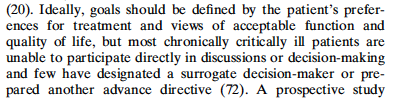 (20). Ideally, goals should be defined by the patient's prefer-
ences for treatment and views of acceptable function and
quality of life, but most chronically critically ill patients are
unable to participate directly in discussions or decision-making
and few have designated a surrogate decision-maker or pre-
pared another advance directive (72). A prospective study